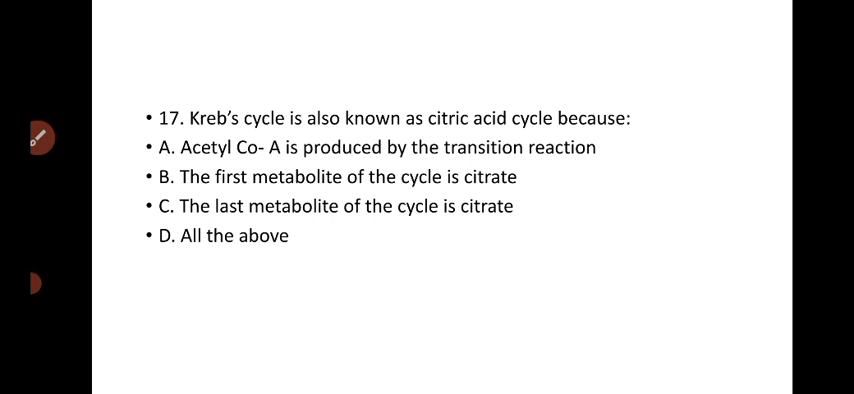 • 17. Kreb’s cycle is also known as citric acid cycle because:
• A. Acetyl Co- A is produced by the transition reaction
• B. The first metabolite of the cycle is citrate
• C. The last metabolite of the cycle is citrate
• D. All the above